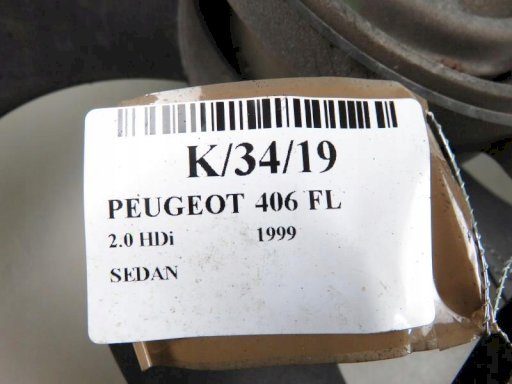 K/34/19
PEUGEOT 406 FL
2.0 HDi 1999
SEDAN